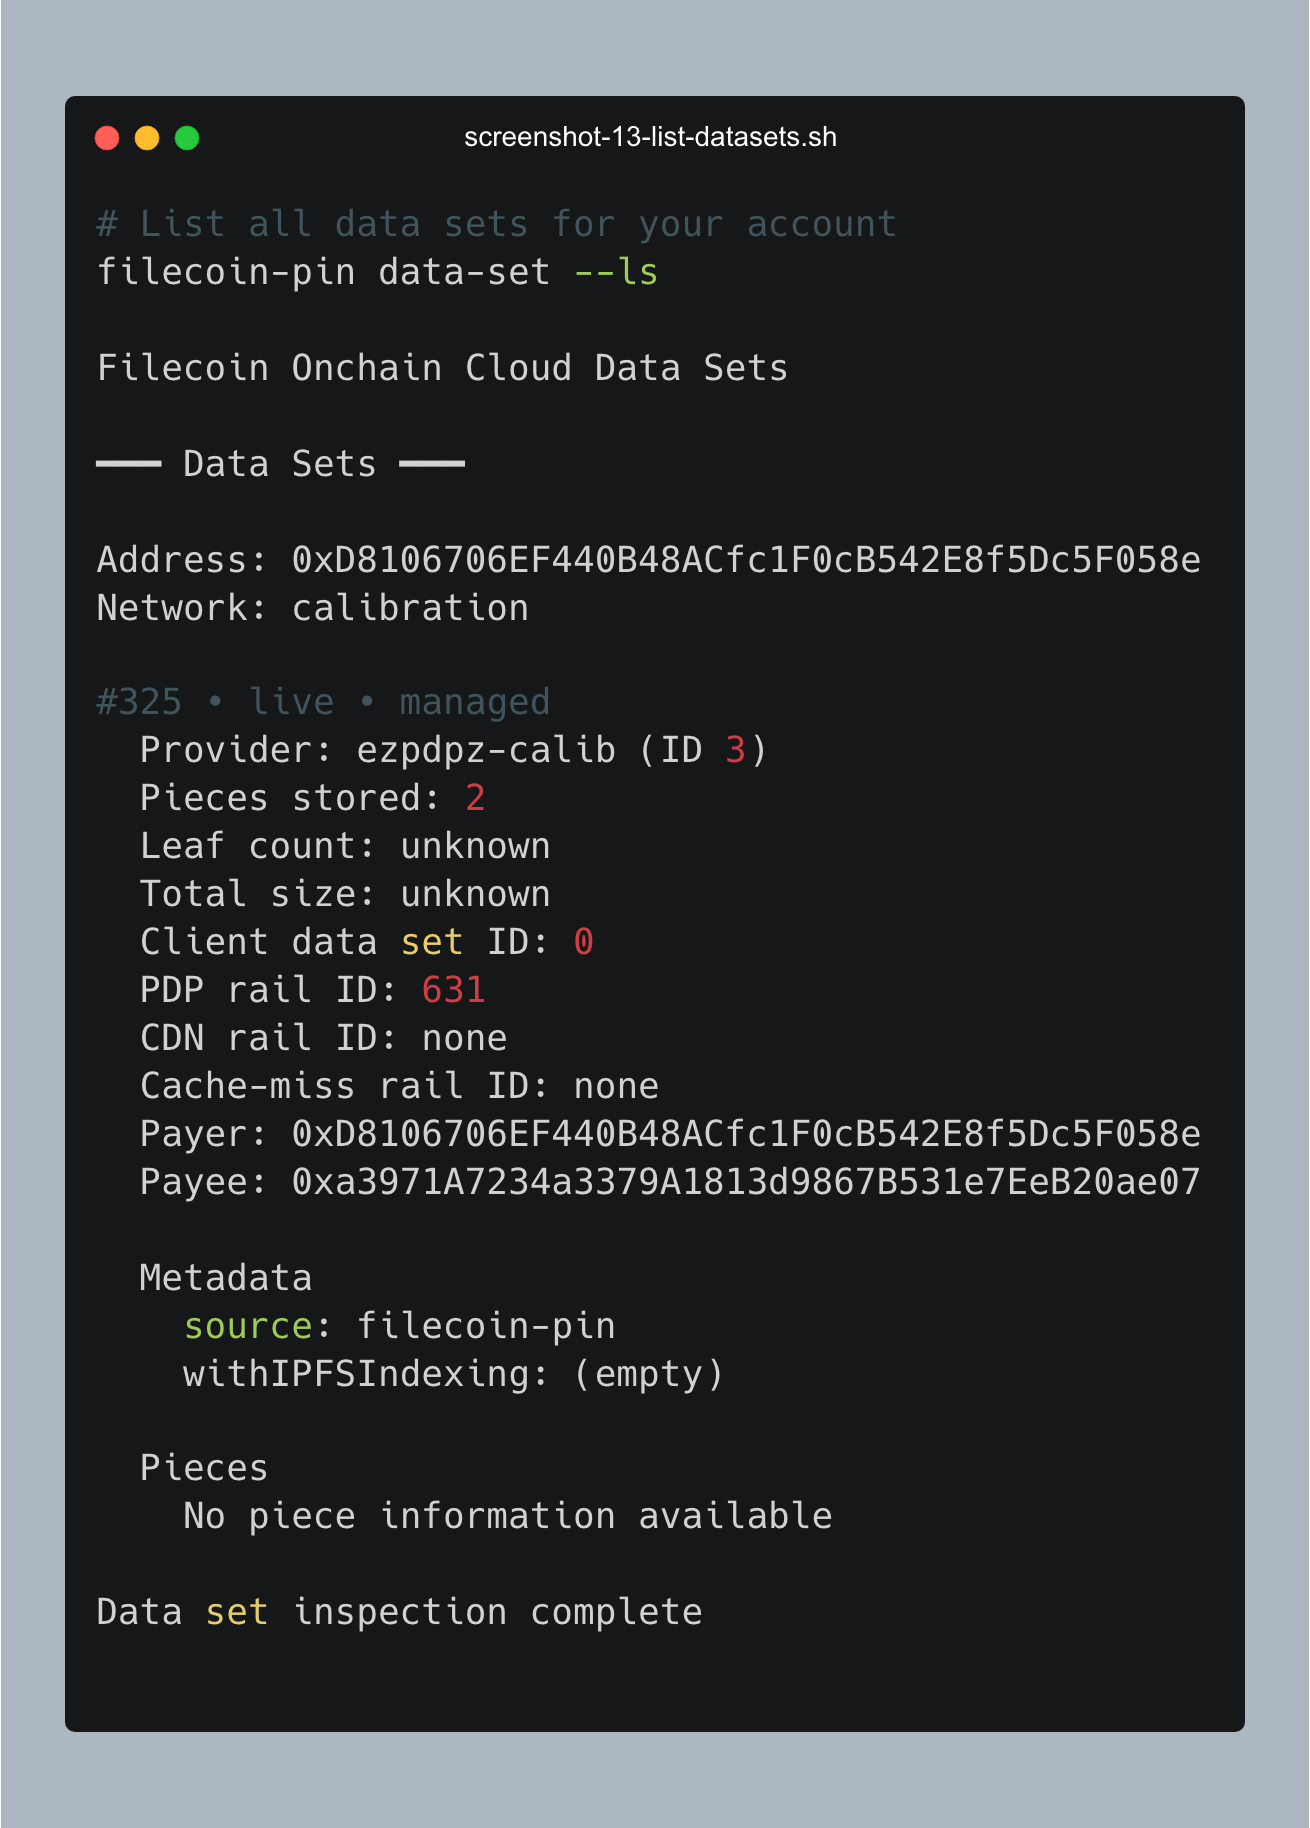 screenshot-13-list-datasets.sh
# List all data sets for your account
filecoin-pin data-set --ls
Filecoin Onchain Cloud Data Sets
━━━ Data Sets ━━━
Address: 0xD8106706EF440B48ACfc1F0cB542E8f5Dc5F058e
Network: calibration
#325 • live • managed
Provider: ezpdpz-calib (ID 3)
Pieces stored: 2
Leaf count: unknown
Total size: unknown
Client data set ID: 0
PDP rail ID: 631
CDN rail ID: none
Cache-miss rail ID: none
Payer: 0xD8106706EF440B48ACfc1F0cB542E8f5Dc5F058e
Payee: 0xa3971A7234a3379A1813d9867B531e7EeB20ae07
Metadata
source: filecoin-pin
withIPFSIndexing: (empty)
Pieces
No piece information available
Data set inspection complete